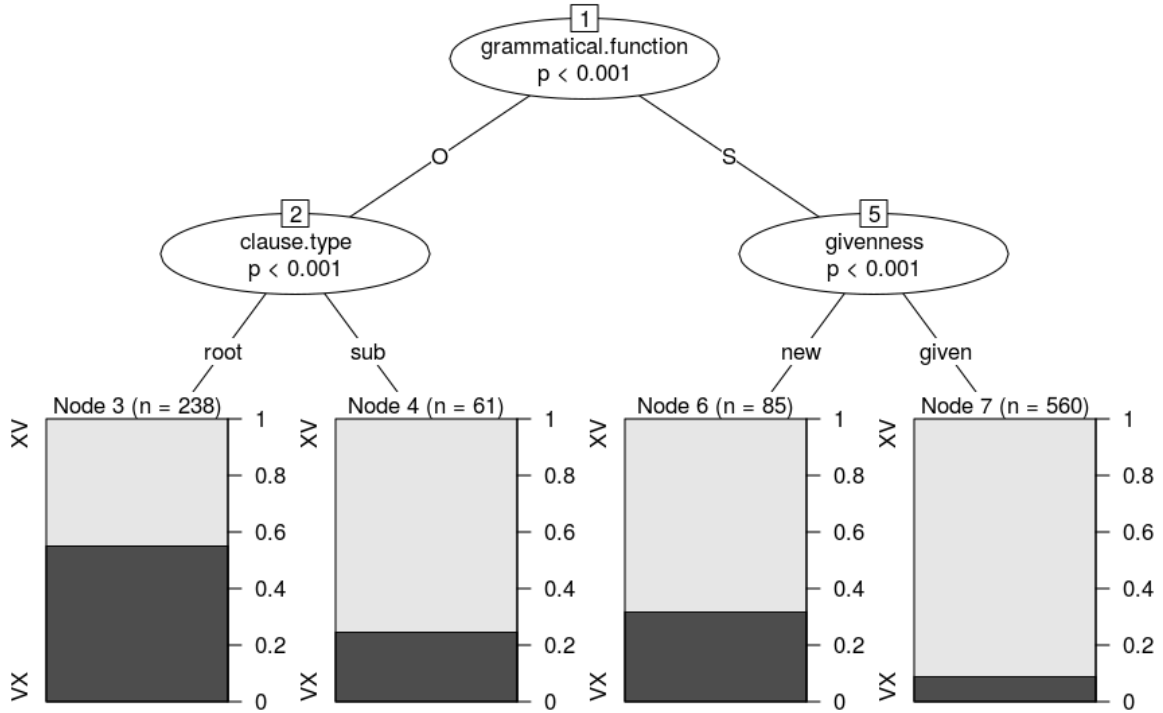 1
grammatical.function
p < 0.001
O
S
2
clause.type
p < 0.001
5
givenness
p < 0.001
root
sub
new
given
Node 3 (n = 238)
XV
VX
1
0.8
0.6
0.4
0.2
0
Node 4 (n = 61)
XV
VX
1
0.8
0.6
0.4
0.2
0
Node 6 (n = 85)
XV
VX
1
0.8
0.6
0.4
0.2
0
Node 7 (n = 560)
XV
VX
1
0.8
0.6
0.4
0.2
0